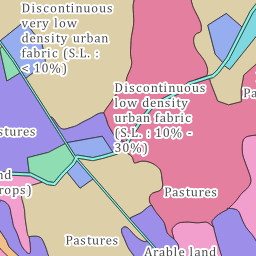 Discontinuous
very low
density urban
fabric (S.L. :
< 10%)
Discontinuous
low density
urban fabric
(S.L. : 10% -
30%)
Pastures
Pastures
Pastures
Arable land